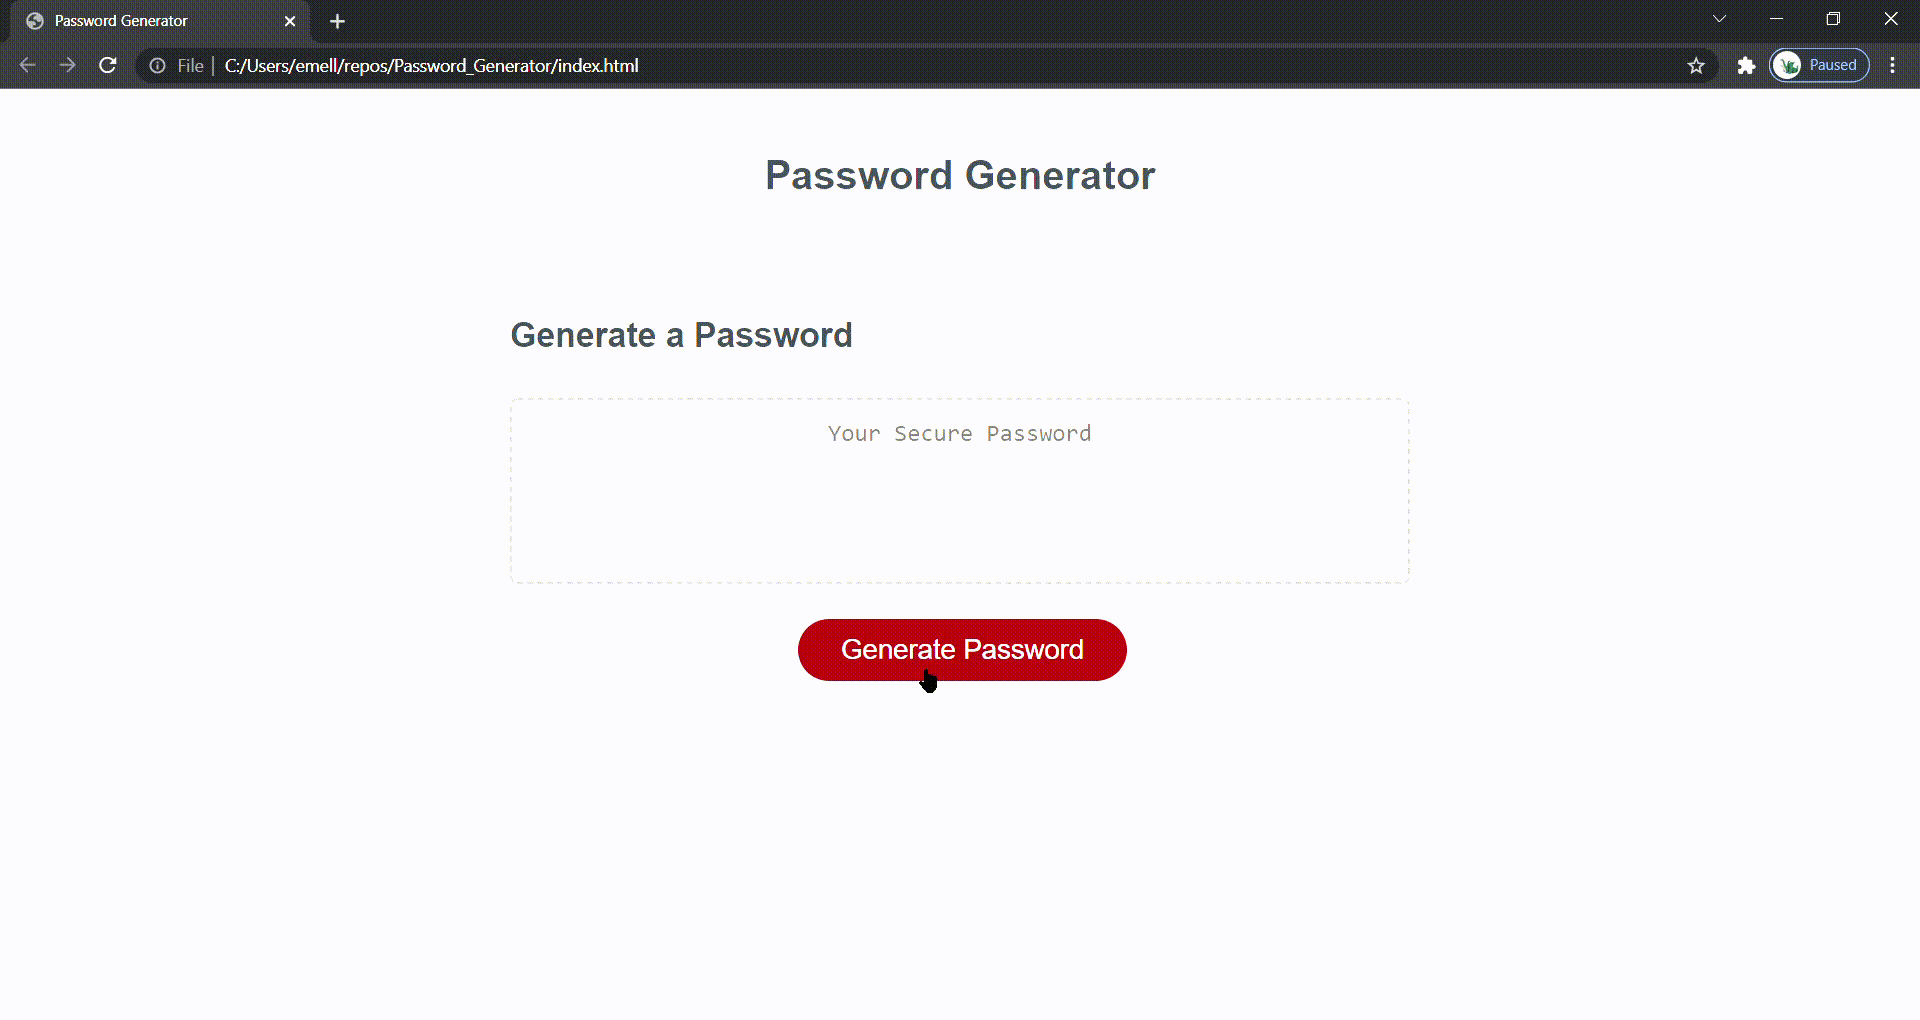 Password Generator
File | C:/Users/emell/repos/Password_Generator/index.html
Paused
Password Generator
Generate a Password
Your Secure Password
Generate Password